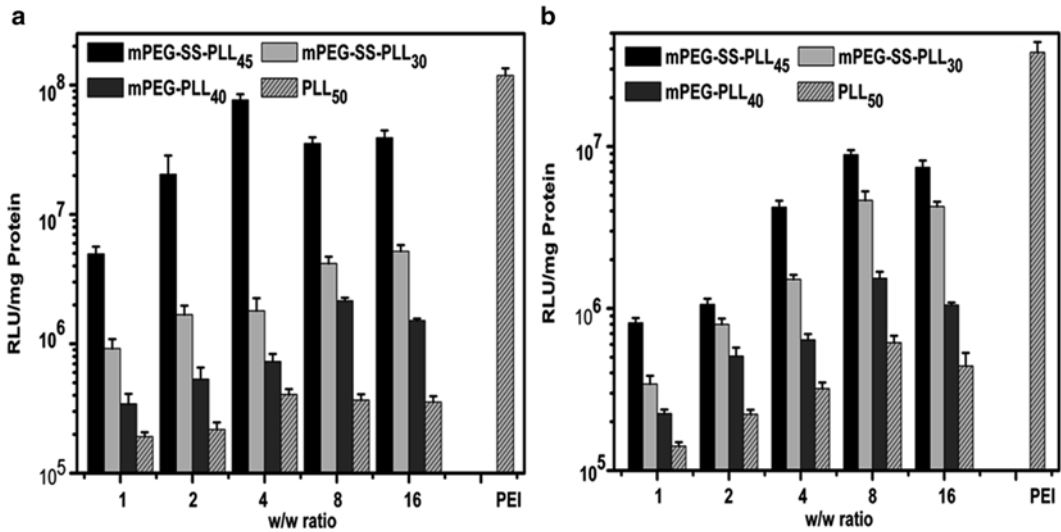 a
mPEG-SS-PLL45
mPEG-SS-PLL30
mPEG-PLL40
PLL50
10^8
10^7
10^6
10^5
RLU/mg Protein
1 2 4 8 16 PEI
w/w ratio
b
mPEG-SS-PLL45
mPEG-SS-PLL30
mPEG-PLL40
PLL50
10^7
10^6
10^5
RLU/mg Protein
1 2 4 8 16 PEI
w/w ratio